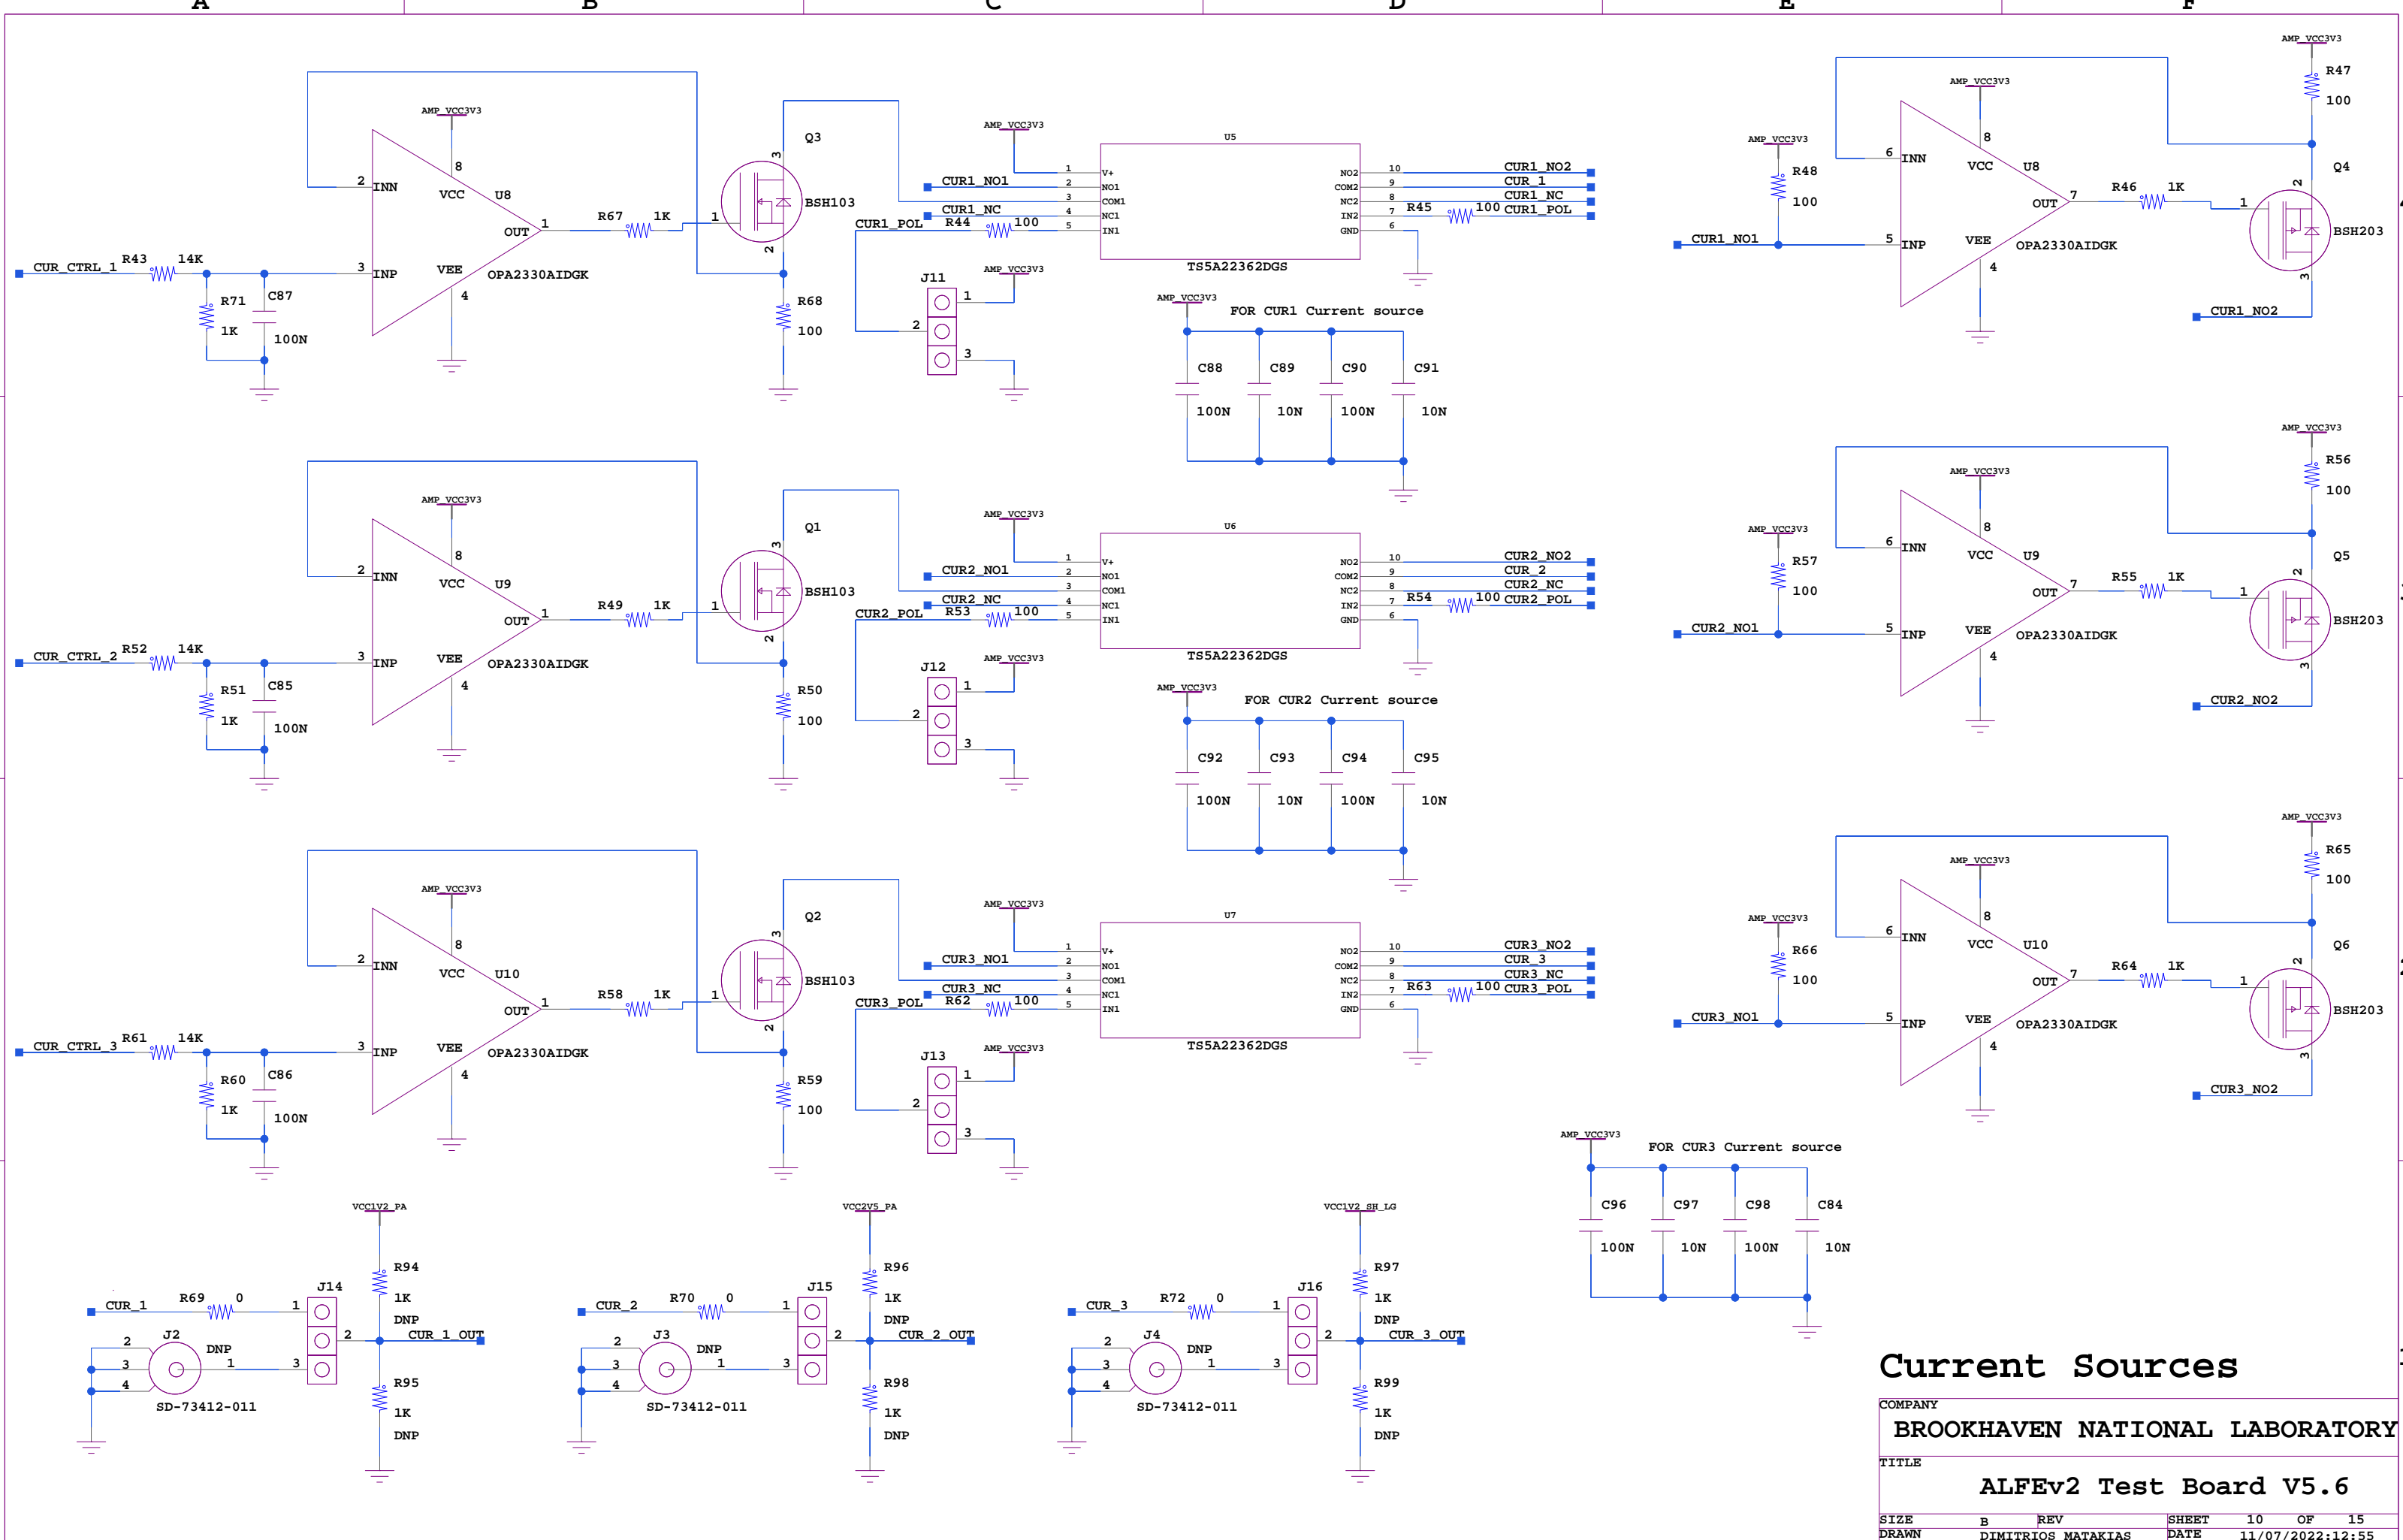 A B C D E F
AMP_VCC3V3
8
VCC
2 INN
U8
OUT 1
3 INP
VEE
4
OPA2330AIDGK
CUR_CTRL_1
R43 14K
R71
1K
C87
100N
R67 1K
1
Q3
3
BSH103
2
R68
100
AMP_VCC3V3
CUR1_NO1
CUR1_NC
CUR1_POL R44 100
U5
1 V+
2 NO1
3 COM1
4 NC1
5 IN1
NO2 10
COM2 9
NC2 8
IN2 7
GND 6
TS5A22362DGS
CUR1_NO2
CUR_1
CUR1_NC
R45 100 CUR1_POL
J11
1
2
3
AMP_VCC3V3
AMP_VCC3V3
FOR CUR1 Current source
C88 C89 C90 C91
100N 10N 100N 10N
AMP_VCC3V3
R48
100
CUR1_NO1
AMP_VCC3V3
8
VCC
6 INN
U8
OUT 7
5 INP
VEE
4
OPA2330AIDGK
R46 1K
1
AMP_VCC3V3
R47
100
Q4
2
BSH203
3
CUR1_NO2
AMP_VCC3V3
8
VCC
2 INN
U9
OUT 1
3 INP
VEE
4
OPA2330AIDGK
CUR_CTRL_2
R52 14K
R51
1K
C85
100N
R49 1K
1
Q1
3
BSH103
2
R50
100
AMP_VCC3V3
CUR2_NO1
CUR2_NC
CUR2_POL R53 100
U6
1 V+
2 NO1
3 COM1
4 NC1
5 IN1
NO2 10
COM2 9
NC2 8
IN2 7
GND 6
TS5A22362DGS
CUR2_NO2
CUR_2
CUR2_NC
R54 100 CUR2_POL
J12
1
2
3
AMP_VCC3V3
AMP_VCC3V3
FOR CUR2 Current source
C92 C93 C94 C95
100N 10N 100N 10N
AMP_VCC3V3
R57
100
CUR2_NO1
AMP_VCC3V3
8
VCC
6 INN
U9
OUT 7
5 INP
VEE
4
OPA2330AIDGK
R55 1K
1
AMP_VCC3V3
R56
100
Q5
2
BSH203
3
CUR2_NO2
AMP_VCC3V3
8
VCC
2 INN
U10
OUT 1
3 INP
VEE
4
OPA2330AIDGK
CUR_CTRL_3
R61 14K
R60
1K
C86
100N
R58 1K
1
Q2
3
BSH103
2
R59
100
AMP_VCC3V3
CUR3_NO1
CUR3_NC
CUR3_POL R62 100
U7
1 V+
2 NO1
3 COM1
4 NC1
5 IN1
NO2 10
COM2 9
NC2 8
IN2 7
GND 6
TS5A22362DGS
CUR3_NO2
CUR_3
CUR3_NC
R63 100 CUR3_POL
J13
1
2
3
AMP_VCC3V3
AMP_VCC3V3
R66
100
CUR3_NO1
AMP_VCC3V3
8
VCC
6 INN
U10
OUT 7
5 INP
VEE
4
OPA2330AIDGK
R64 1K
1
AMP_VCC3V3
R65
100
Q6
2
BSH203
3
CUR3_NO2
AMP_VCC3V3
FOR CUR3 Current source
C96 C97 C98 C84
100N 10N 100N 10N
VCC1V2_PA
R94
1K
DNP
CUR_1 R69 0 1
J14
2
CUR_1_OUT
2
3
4
J2
DNP
1 3
SD-73412-011
R95
1K
DNP
VCC2V5_PA
R96
1K
DNP
CUR_2 R70 0 1
J15
2
CUR_2_OUT
2
3
4
J3
DNP
1 3
SD-73412-011
R98
1K
DNP
VCC1V2_SH_LG
R97
1K
DNP
CUR_3 R72 0 1
J16
2
CUR_3_OUT
2
3
4
J4
DNP
1 3
SD-73412-011
R99
1K
DNP
Current Sources
COMPANY
BROOKHAVEN NATIONAL LABORATORY
TITLE
ALFEv2 Test Board V5.6
SIZE B REV SHEET 10 OF 15
DRAWN DIMITRIOS MATAKIAS DATE 11/07/2022:12:55